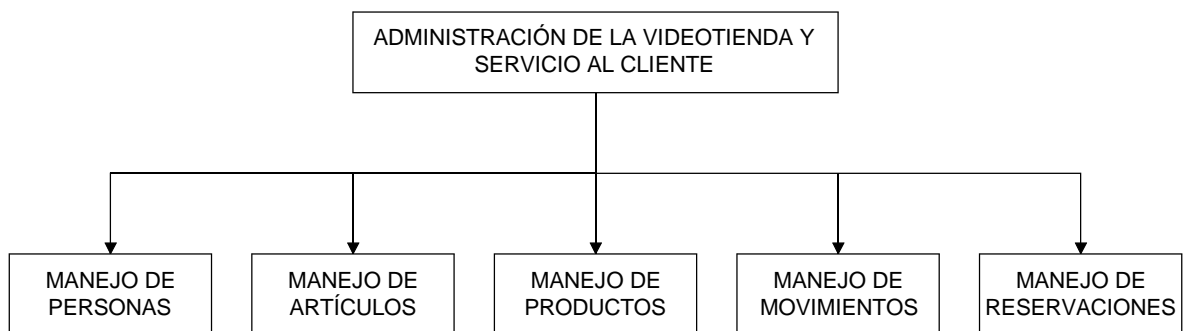 ADMINISTRACIÓN DE LA VIDEOTIENDA Y
SERVICIO AL CLIENTE
MANEJO DE
PERSONAS
MANEJO DE
ARTÍCULOS
MANEJO DE
PRODUCTOS
MANEJO DE
MOVIMIENTOS
MANEJO DE
RESERVACIONES